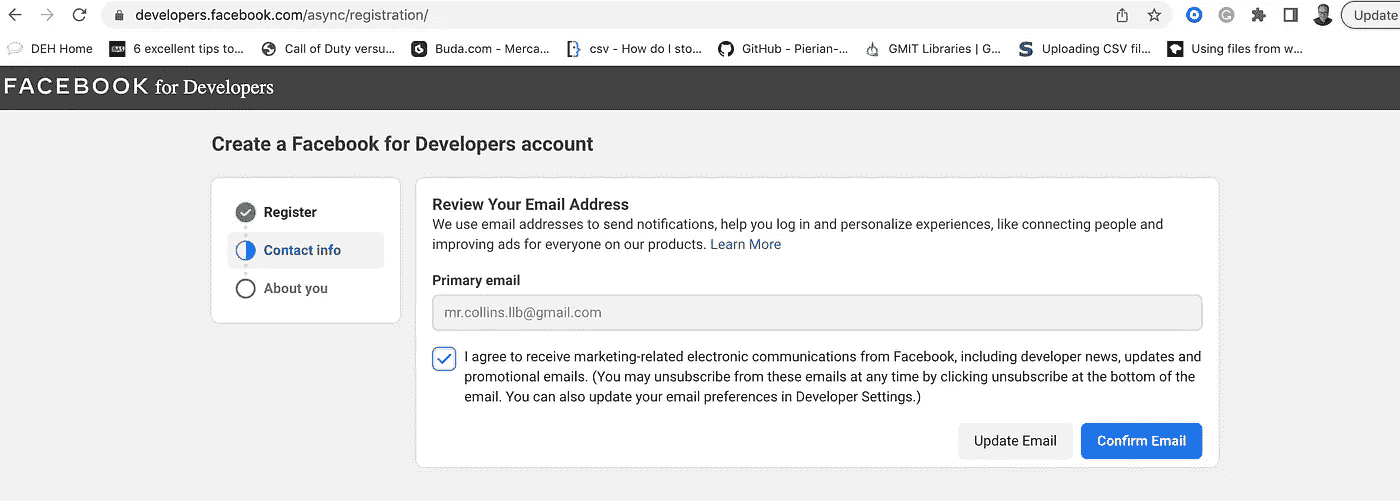 developers.facebook.com/async/registration/
Update
DEH Home
6 excellent tips to...
Call of Duty versu...
Buda.com - Merca...
csv - How do I sto...
GitHub - Pierian-...
GMIT Libraries | G...
Uploading CSV fil...
Using files from w...
FACEBOOK for Developers
Create a Facebook for Developers account
Register
Contact info
About you
Review Your Email Address
We use email addresses to send notifications, help you log in and personalize experiences, like connecting people and
improving ads for everyone on our products. Learn More
Primary email
mr.collins.llb@gmail.com
I agree to receive marketing-related electronic communications from Facebook, including developer news, updates and
promotional emails. (You may unsubscribe from these emails at any time by clicking unsubscribe at the bottom of the
email. You can also update your email preferences in Developer Settings.)
Update Email
Confirm Email